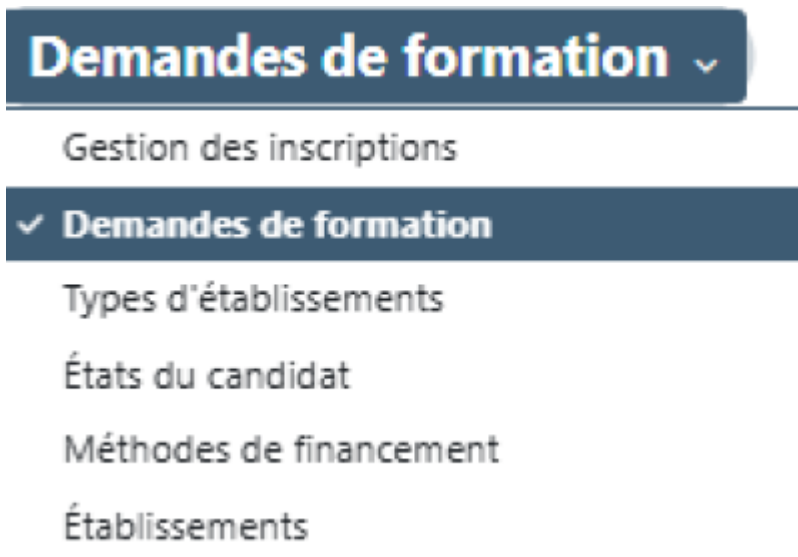 Demandes de formation
Gestion des inscriptions
Demandes de formation
Types d'établissements
États du candidat
Méthodes de financement
Établissements